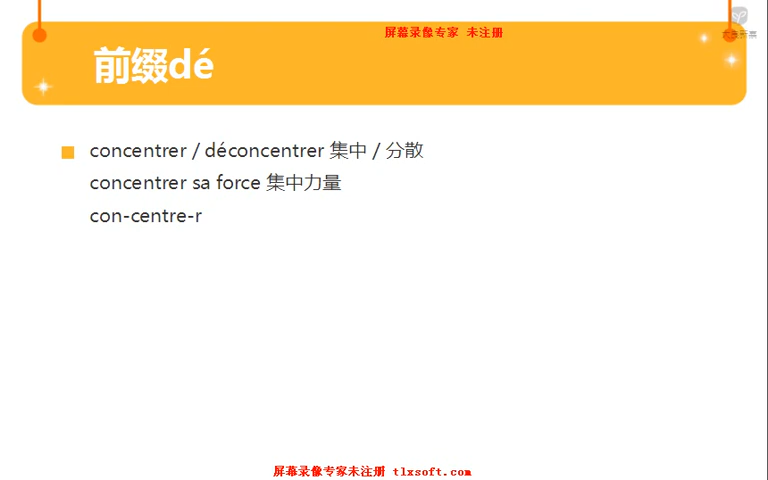 屏幕录像专家 未注册
前缀dé
concentrer / déconcentrer 集中 / 分散
concentrer sa force 集中力量
con-centre-r
屏幕录像专家未注册 tlxsoft.com